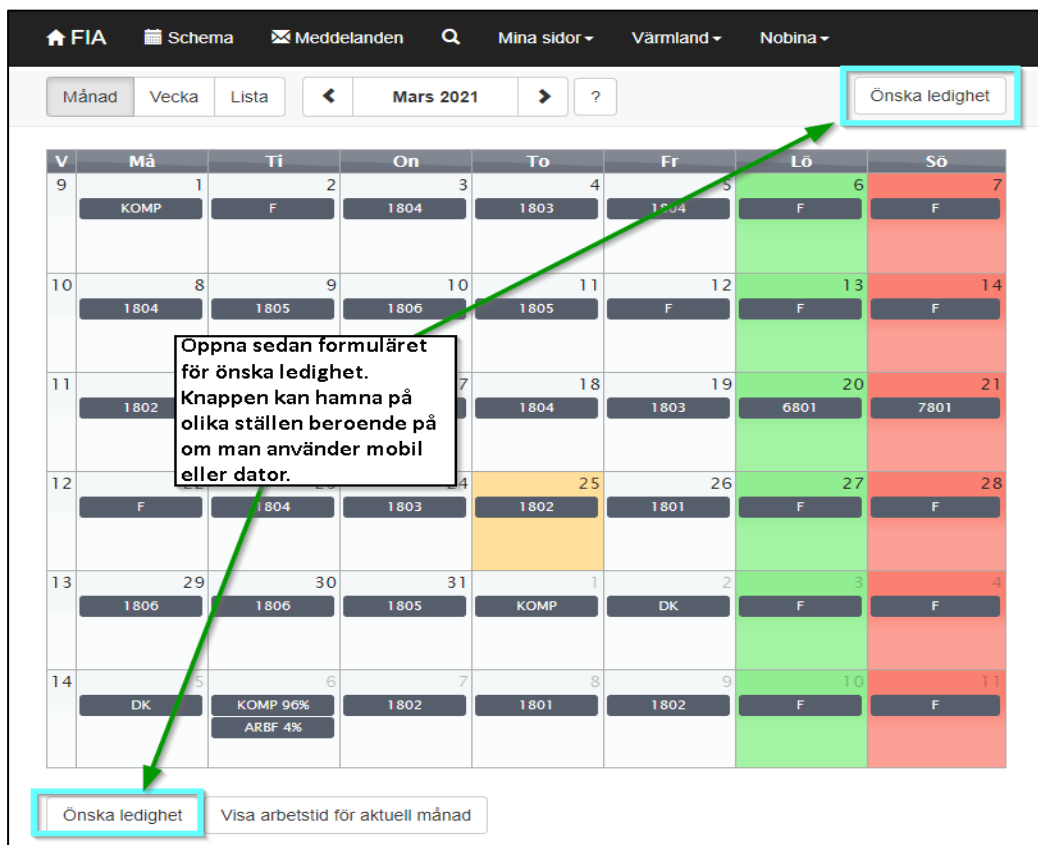 FIA Schema Meddelanden Mina sidor Värmland Nobina
Månad Vecka Lista Mars 2021 ? Önska ledighet
V Må Ti On To Fr Lö Sö
9 1 2 3 4 5 6 7
KOMP F 1804 1803 1804 F F
10 8 9 10 11 12 13 14
1804 1805 1806 1805 F F F
Oppna sedan formuläret
för önska ledighet.
Knappen kan hamna på
olika ställen beroende på
om man använder mobil
eller dator.
11 7 18 19 20 21
1802 1804 1803 6801 7801
12 24 25 26 27 28
F 1804 1803 1802 1801 F F
13 29 30 31 1 2 3 4
1806 1806 1805 KOMP DK F F
14 5 6 7 8 9 10 11
DK KOMP 96% 1802 1801 1802 F F
ARBF 4%
Önska ledighet Visa arbetstid för aktuell månad